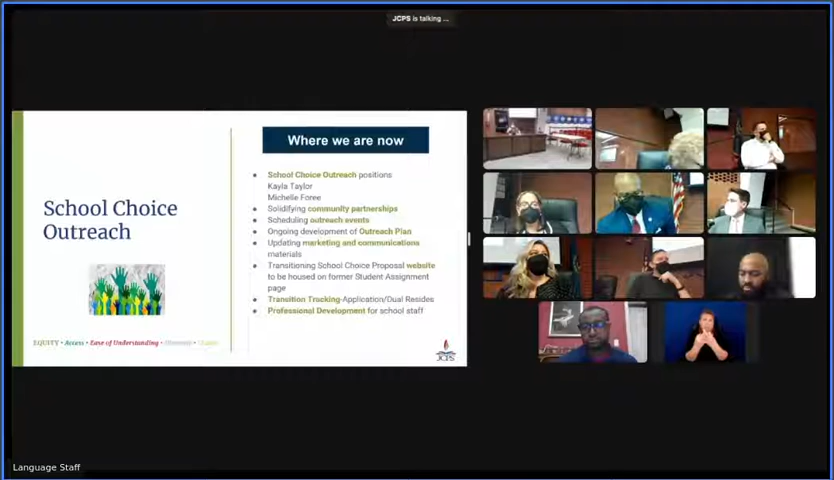 JCPS is talking ...
School Choice
Outreach
EQUITY • Access • Ease of Understanding •
Where we are now
School Choice Outreach positions
Kayla Taylor
Michelle Foree
Solidifying community partnerships
Scheduling outreach events
Ongoing development of Outreach Plan
Updating marketing and communications
materials
Transitioning School Choice Proposal website
to be housed on former Student Assignment
page
Transition Tracking-Application/Dual Resides
Professional Development for school staff
JCPS
Language Staff